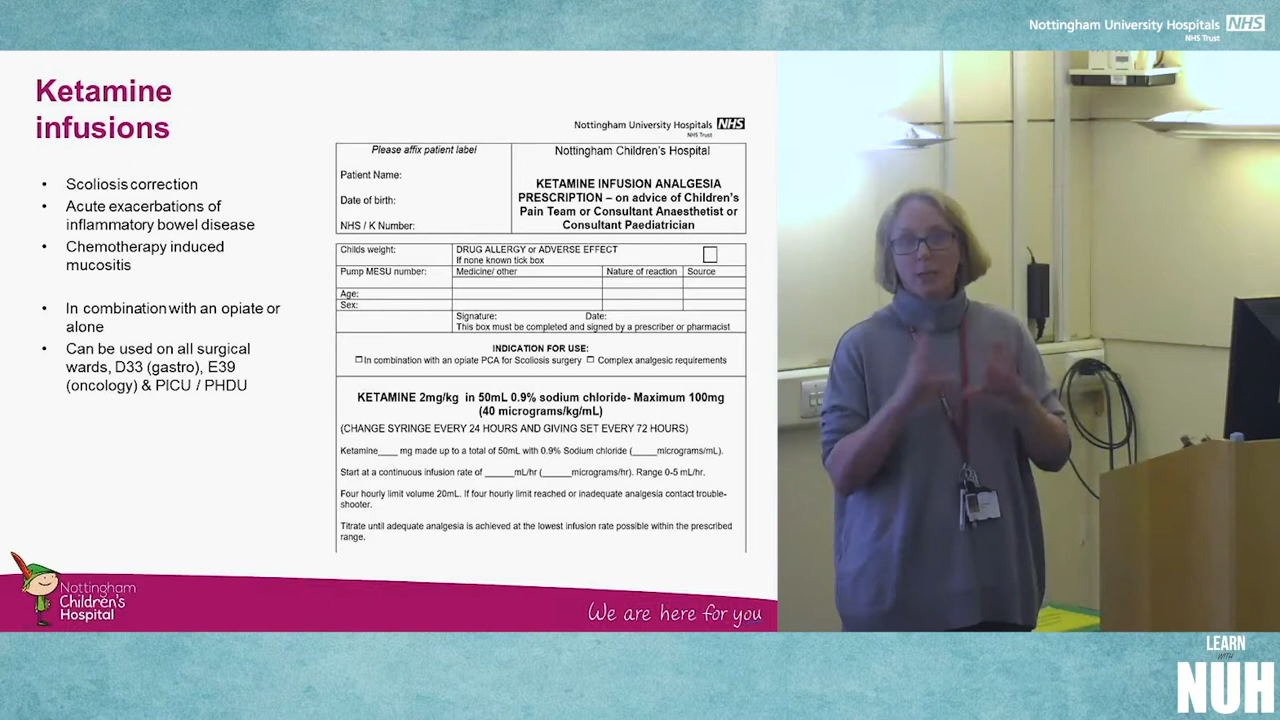 Nottingham University Hospitals NHS
NHS Trust
Ketamine
infusions
• Scoliosis correction
• Acute exacerbations of
inflammatory bowel disease
• Chemotherapy induced
mucositis
• In combination with an opiate or
alone
• Can be used on all surgical
wards, D33 (gastro), E39
(oncology) & PICU / PHDU
Nottingham University Hospitals NHS
NHS Trust
Please affix patient label
Patient Name:
Date of birth:
NHS / K Number:
Nottingham Children's Hospital
KETAMINE INFUSION ANALGESIA
PRESCRIPTION – on advice of Children's
Pain Team or Consultant Anaesthetist or
Consultant Paediatrician
Childs weight:
DRUG ALLERGY or ADVERSE EFFECT
If none known tick box
Pump MESU number:
Medicine/ other
Nature of reaction
Source
Age:
Sex:
Signature: Date:
This box must be completed and signed by a prescriber or pharmacist
INDICATION FOR USE:
☐ In combination with an opiate PCA for Scoliosis surgery ☐ Complex analgesic requirements
KETAMINE 2mg/kg in 50mL 0.9% sodium chloride- Maximum 100mg
(40 micrograms/kg/mL)
(CHANGE SYRINGE EVERY 24 HOURS AND GIVING SET EVERY 72 HOURS)
Ketamine____ mg made up to a total of 50mL with 0.9% Sodium chloride (_____micrograms/mL).
Start at a continuous infusion rate of ______mL/hr (______micrograms/hr). Range 0-5 mL/hr.
Four hourly limit volume 20mL. If four hourly limit reached or inadequate analgesia contact trouble-
shooter.
Titrate until adequate analgesia is achieved at the lowest infusion rate possible within the prescribed
range.
Nottingham
Children's
Hospital
We are here for you
LEARN
WITH
NUH